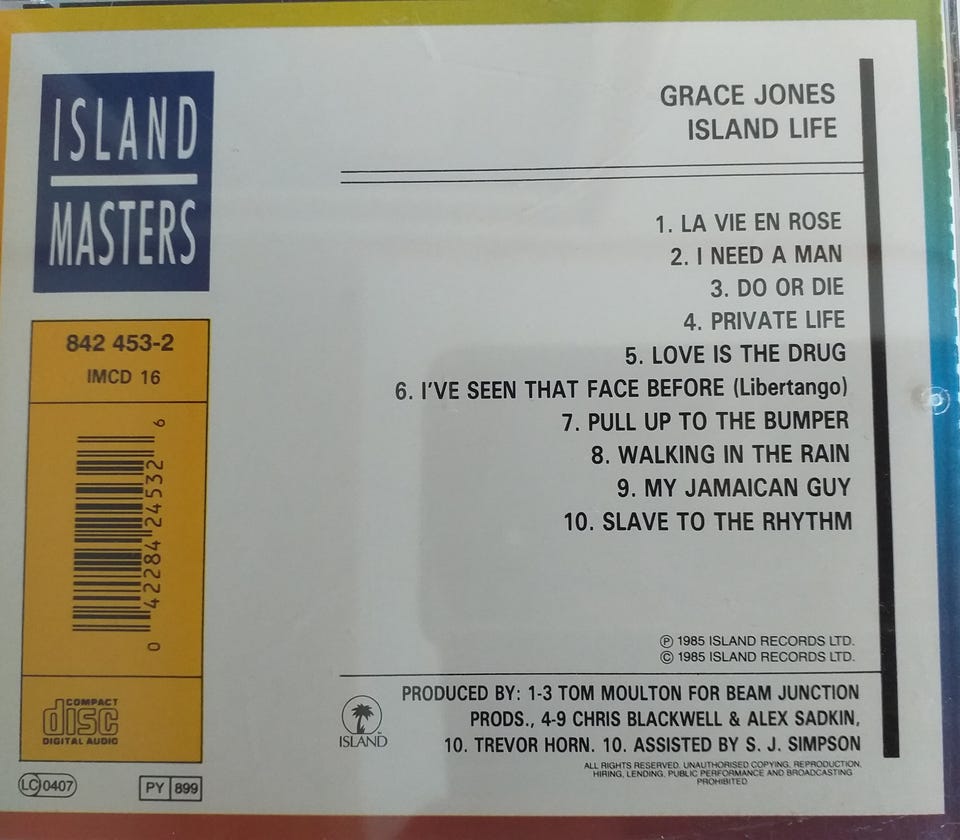 ISLAND
MASTERS
842 453-2
IMCD 16
0 42284 24532 6
COMPACT
disc
DIGITAL AUDIO
LC 0407
PY 899
GRACE JONES
ISLAND LIFE
1. LA VIE EN ROSE
2. I NEED A MAN
3. DO OR DIE
4. PRIVATE LIFE
5. LOVE IS THE DRUG
6. I'VE SEEN THAT FACE BEFORE (Libertango)
7. PULL UP TO THE BUMPER
8. WALKING IN THE RAIN
9. MY JAMAICAN GUY
10. SLAVE TO THE RHYTHM
Ⓟ 1985 ISLAND RECORDS LTD.
© 1985 ISLAND RECORDS LTD.
ISLAND
PRODUCED BY: 1-3 TOM MOULTON FOR BEAM JUNCTION
PRODS., 4-9 CHRIS BLACKWELL & ALEX SADKIN,
10. TREVOR HORN. 10. ASSISTED BY S. J. SIMPSON
ALL RIGHTS RESERVED. UNAUTHORISED COPYING, REPRODUCTION,
HIRING, LENDING, PUBLIC PERFORMANCE AND BROADCASTING
PROHIBITED.